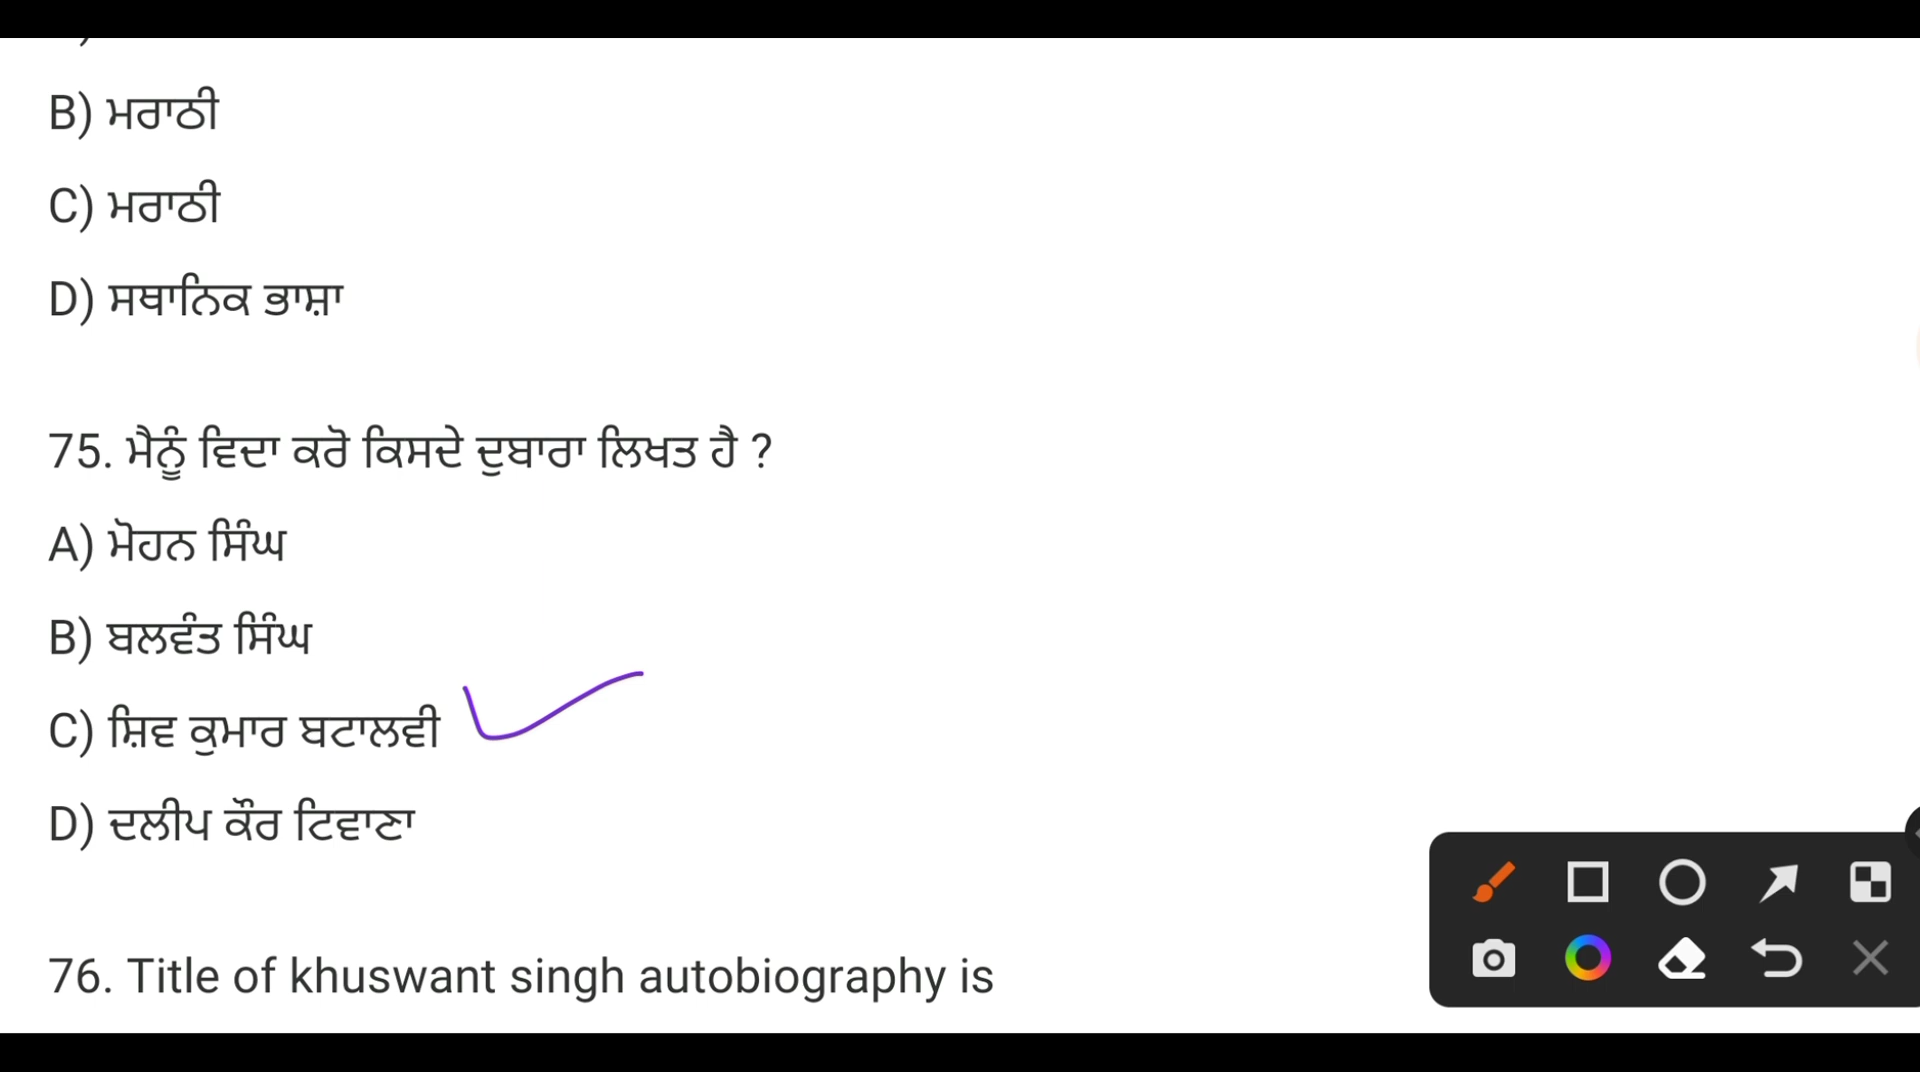 B) ਮਰਾਠੀ
C) ਮਰਾਠੀ
D) ਸਥਾਨਿਕ ਭਾਸ਼ਾ
75. ਮੈਨੂੰ ਵਿਦਾ ਕਰੋ ਕਿਸਦੇ ਦੁਬਾਰਾ ਲਿਖਤ ਹੈ ?
A) ਮੋਹਨ ਸਿੰਘ
B) ਬਲਵੰਤ ਸਿੰਘ
C) ਸ਼ਿਵ ਕੁਮਾਰ ਬਟਾਲਵੀ
D) ਦਲੀਪ ਕੌਰ ਟਿਵਾਣਾ
76. Title of khuswant singh autobiography is